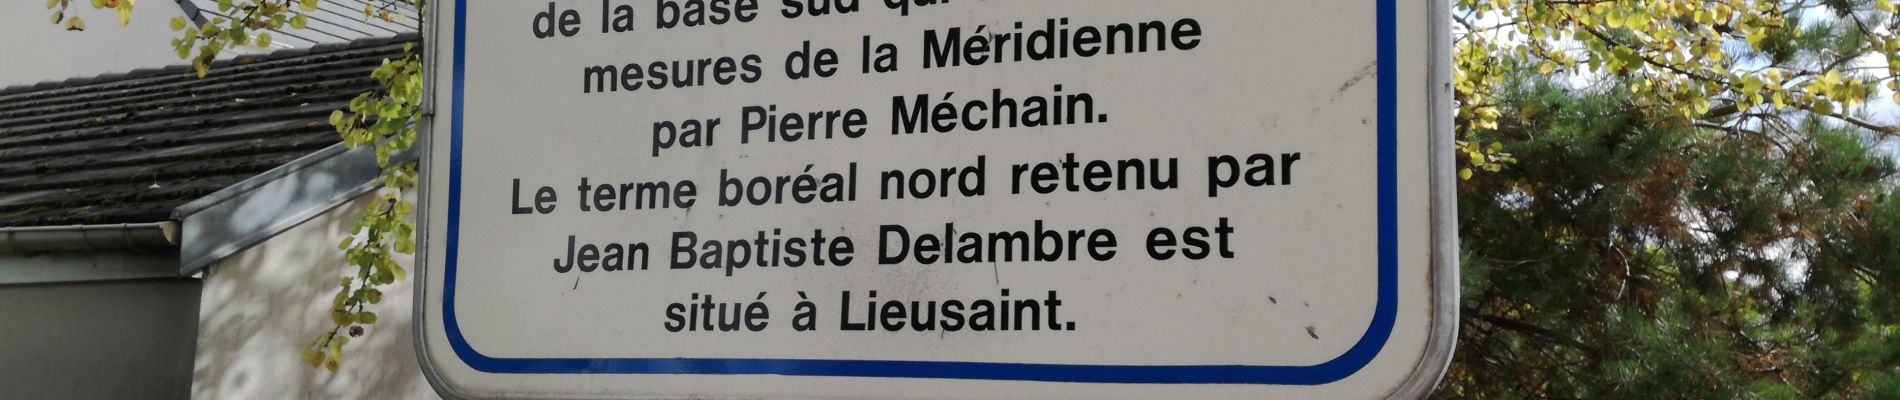 de la base sud qui
mesures de la Méridienne
par Pierre Méchain.
Le terme boréal nord retenu par
Jean Baptiste Delambre est
situé à Lieusaint.